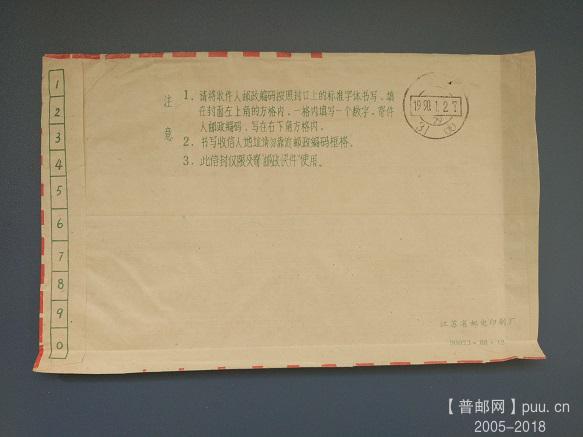 1
2
3
4
5
6
7
8
9
0
注意
1、请将收件人邮政编码按照封口上的标准字体书写，填
在封面左上角的方格内，一格内填写一个数字，寄件
人邮政编码，写在右下角方格内。
2、书写收信人地址请勿靠近邮政编码框格。
3、此信封仅限交寄"邮政快件"使用。
江苏省邮电印刷厂
【普邮网】puu.cn
2005-2018